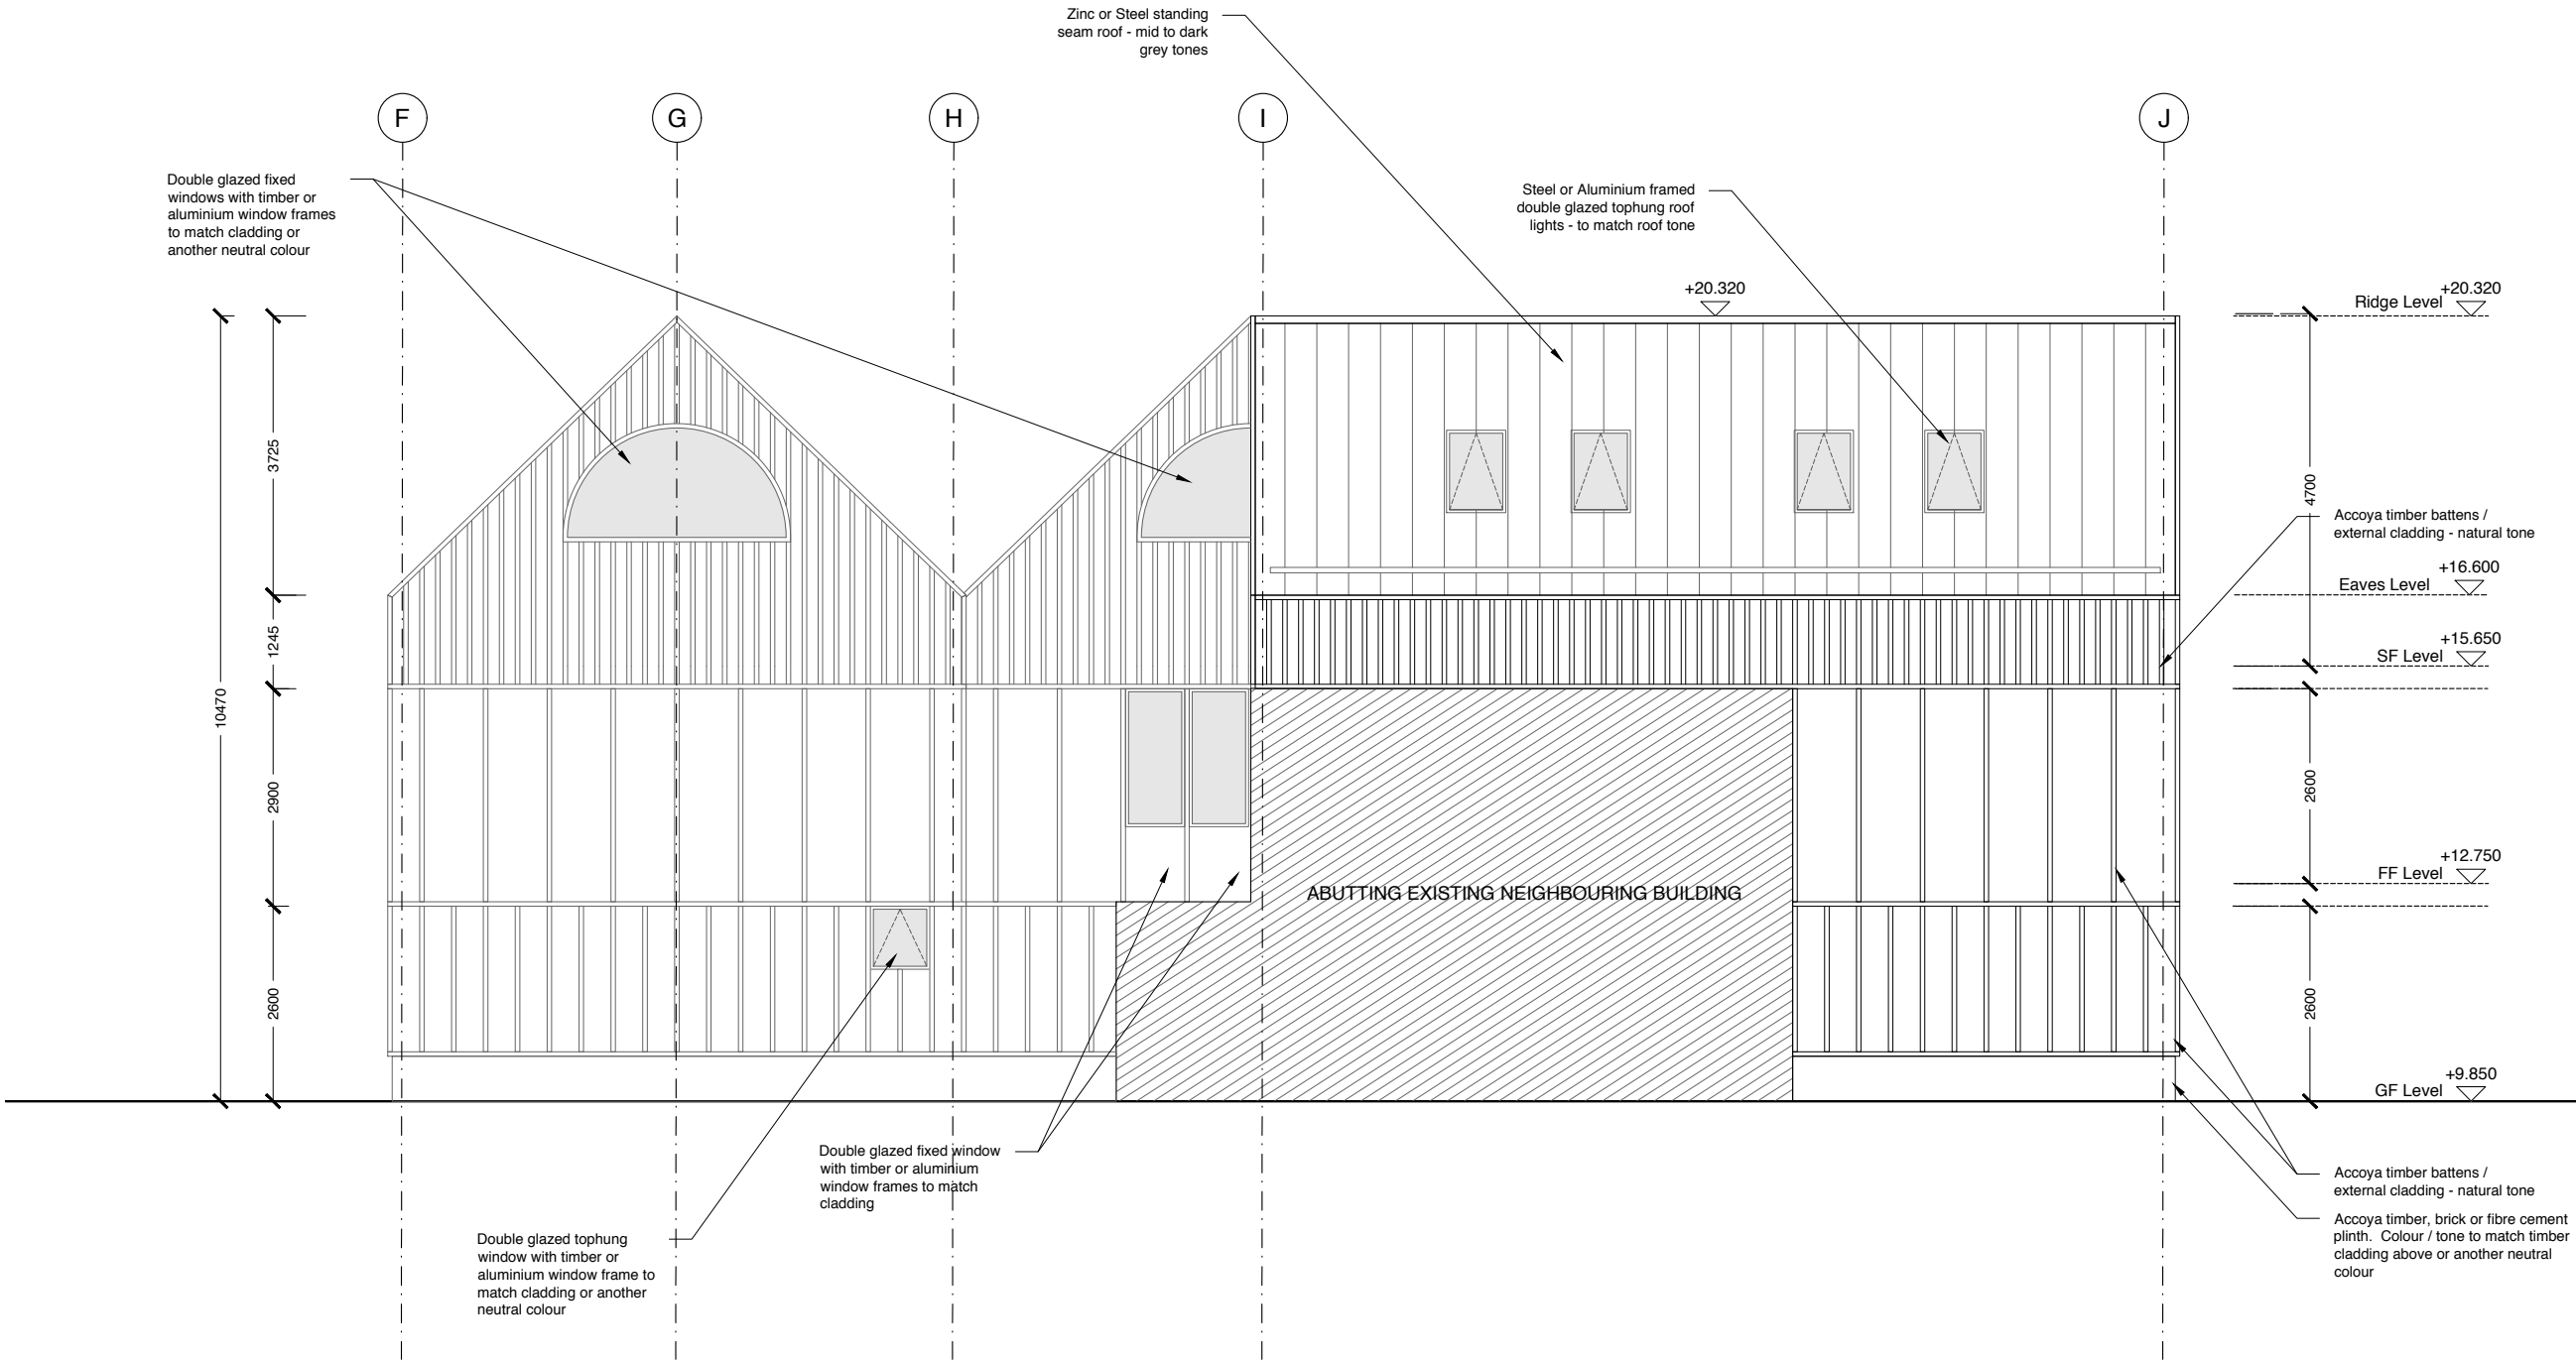 Zinc or Steel standing
seam roof - mid to dark
grey tones
F
G
H
I
J
Double glazed fixed
windows with timber or
aluminium window frames
to match cladding or
another neutral colour
Steel or Aluminium framed
double glazed tophung roof
lights - to match roof tone
+20.320
Ridge Level
+20.320
3725
4700
Accoya timber battens /
external cladding - natural tone
+16.600
Eaves Level
1245
+15.650
SF Level
10470
2900
2600
+12.750
FF Level
ABUTTING EXISTING NEIGHBOURING BUILDING
2600
2600
+9.850
GF Level
Double glazed fixed window
with timber or aluminium
window frames to match
cladding
Accoya timber battens /
external cladding - natural tone
Accoya timber, brick or fibre cement
plinth. Colour / tone to match timber
cladding above or another neutral
colour
Double glazed tophung
window with timber or
aluminium window frame to
match cladding or another
neutral colour